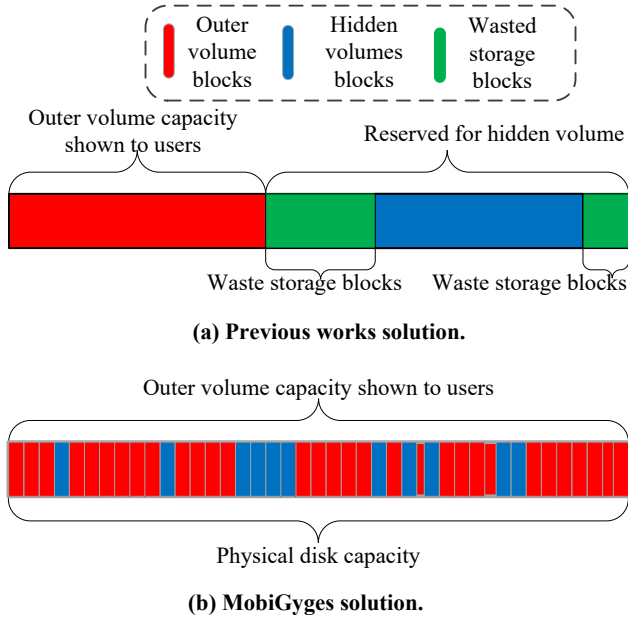 Outer
volume
blocks
Hidden
volumes
blocks
Wasted
storage
blocks
Outer volume capacity
shown to users
Reserved for hidden volume
Waste storage blocks
Waste storage blocks
(a) Previous works solution.
Outer volume capacity shown to users
Physical disk capacity
(b) MobiGyges solution.